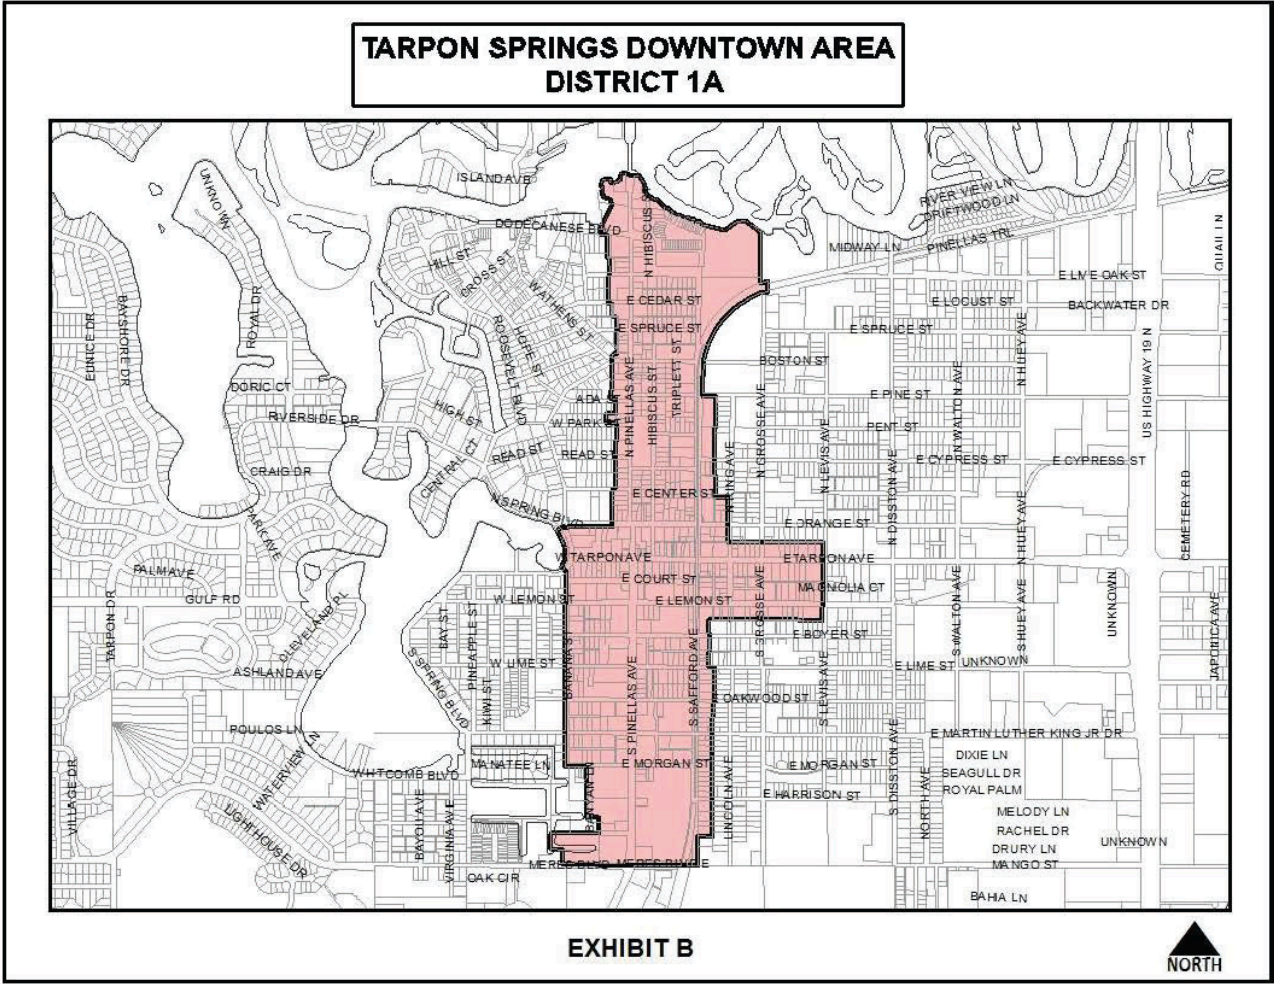 TARPON SPRINGS DOWNTOWN AREA
DISTRICT 1A
ISLAND AVE
UNKNOWN
RIVER VIEW LN
DRIFTWOOD LN
DODECANESE BLVD
N HIBISCUS S
MIDWAY LN
PINELLAS TRL
QUAIL LN
HILL ST
CROSS ST
E LIVE OAK ST
WATHENS ST
E CEDAR ST
E LOCUST ST
BACKWATER DR
ROYAL DR
BAYSHORE DR
EUNICE DR
E SPRUCE ST
E SPRUCE ST
HOPE ST
ROOSEVELT BLVD
N HUEY AVE
US HIGHWAY 19 N
BOSTON ST
TRIPLETT ST
DORIC CT
N PINELLAS AVE
HIBISCUS ST
N GROSSE AVE
E PINE ST
N WALTON AVE
ADA
RIVERSIDE DR
HIGH ST
W PARK
PENT ST
READ ST
READ ST
N LEVIS AVE
E CYPRESS ST
E CYPRESS ST
CRAIG DR
CENTRAL CT
N RING AVE
E CENTER ST
N DISSTON AVE
N HUEY AVE
CEMETERY RD
N SPRING BLVD
E ORANGE ST
PARK AVE
W TARPON AVE
E TARPON AVE
PALM AVE
E COURT ST
MAGNOLIA CT
GULF RD
W LEMON ST
E LEMON ST
CLEVELAND PL
TARPON DR
BAY ST
PINEAPPLE ST
S GROSSE AVE
S WALTON AVE
S HUEY AVE
UNKNOWN
JAPONICA AVE
E BOYER ST
ASHLAND AVE
S SPRING BLVD
W LIME ST
BANANA ST
S PINELLAS AVE
S SAFFORD AVE
E LIME ST
UNKNOWN
KIWI ST
OAKWOOD ST
S LEVIS AVE
POULOS LN
E MARTIN LUTHER KING JR DR
WATERVIEW LN
MANATEE LN
E MORGAN ST
E MORGAN ST
S DISSTON AVE
DIXIE LN
WHITCOMB BLVD
SEAGULL DR
ROYAL PALM
VILLAGE DR
LIGHTHOUSE DR
BAYOU AVE
VIRGINIA AVE
LINCOLN AVE
E HARRISON ST
NORTH AVE
MELODY LN
RACHEL DR
DRURY LN
UNKNOWN
MERES BLVD
MANGO ST
OAK CIR
BAHIA LN
EXHIBIT B
NORTH